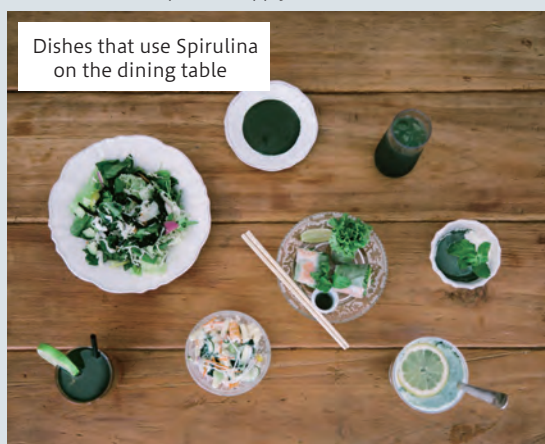 Dishes that use Spirulina
on the dining table